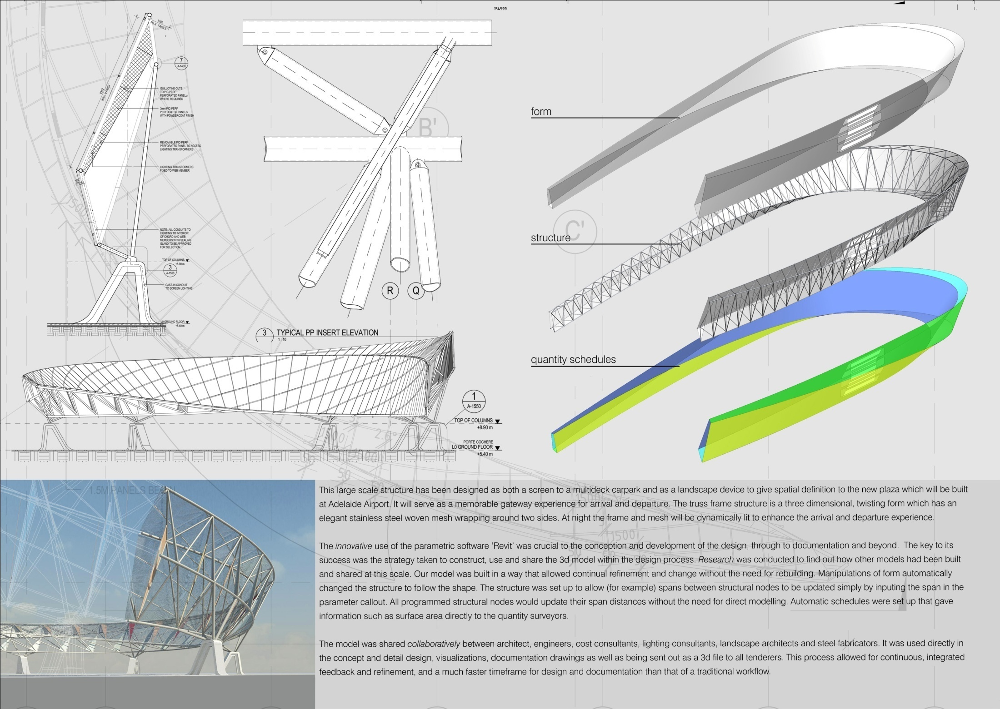 154599
1200
MAX VARIES
7
A-1400
9302
MAX VARIES
GUILLOTINE CUTS
TO PIC-PERF
PERFORATED PANELS
WHERE REQUIRED
3mm PIC-PERF
PERFORATED PANELS
WITH POWDERCOAT FINISH
REMOVABLE PIC-PERF
PERFORATED PANEL TO ACCESS
LIGHTING TRANSFORMERS
LIGHTING TRANSFORMERS
FIXED TO WEB MEMBER
1500
NOTE: ALL CONDUITS TO
LIGHTING TO INTERIOR
OF CHORD AND WEB
MEMBERS WITH SEALING
GLAND TO BE APPROVED
FOR SELECTION
TOP OF COLUMNS
+8.90 m
3
A-1550
CAST-IN CONDUIT
TO SCREEN LIGHTING
L0 GROUND FLOOR
+5.40 m
B'
R
Q
3
TYPICAL PP INSERT ELEVATION
1 : 10
form
C'
structure
quantity schedules
1
A-1550
TOP OF COLUMNS
+8.90 m
PORTE COCHERE
L0 GROUND FLOOR
+5.40 m
1500
2.6°
1500
50
50
50
1.5M PANELS BEGIN
This large scale structure has been designed as both a screen to a multideck carpark and as a landscape device to give spatial definition to the new plaza which will be built
at Adelaide Airport. It will serve as a memorable gateway experience for arrival and departure. The truss frame structure is a three dimensional, twisting form which has an
elegant stainless steel woven mesh wrapping around two sides. At night the frame and mesh will be dynamically lit to enhance the arrival and departure experience.
1500
1500
The innovative use of the parametric software ‘Revit’ was crucial to the conception and development of the design, through to documentation and beyond.  The key to its
success was the strategy taken to construct, use and share the 3d model within the design process. Research was conducted to find out how other models had been built
and shared at this scale. Our model was built in a way that allowed continual refinement and change without the need for rebuilding. Manipulations of form automatically
changed the structure to follow the shape. The structure was set up to allow (for example) spans between structural nodes to be updated simply by inputing the span in the
parameter callout. All programmed structural nodes would update their span distances without the need for direct modelling. Automatic schedules were set up that gave
information such as surface area directly to the quantity surveyors.
50
50
50
The model was shared collaboratively between architect, engineers, cost consultants, lighting consultants, landscape architects and steel fabricators. It was used directly in
the concept and detail design, visualizations, documentation drawings as well as being sent out as a 3d file to all tenderers. This process allowed for continuous, integrated
feedback and refinement, and a much faster timeframe for design and documentation than that of a traditional workflow.